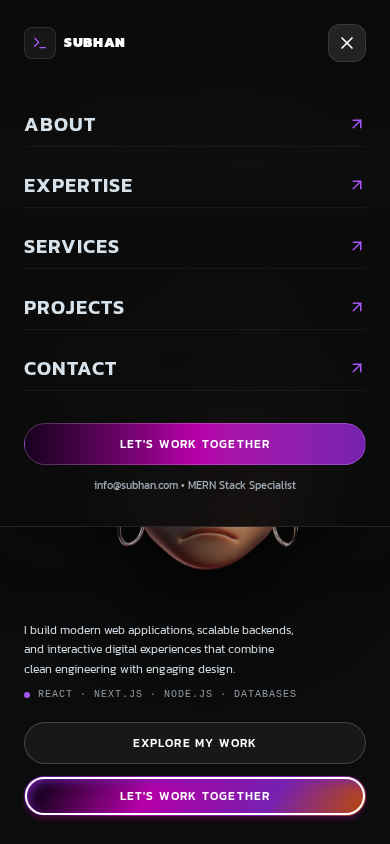 SUBHAN
ABOUT
EXPERTISE
SERVICES
PROJECTS
CONTACT
LET'S WORK TOGETHER
info@subhan.com • MERN Stack Specialist
I build modern web applications, scalable backends,
and interactive digital experiences that combine
clean engineering with engaging design.
REACT · NEXT.JS · NODE.JS · DATABASES
EXPLORE MY WORK
LET'S WORK TOGETHER